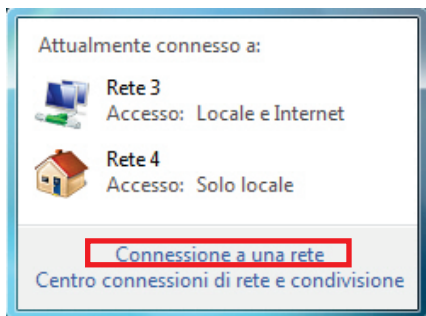 Attualmente connesso a:
Rete 3
Accesso: Locale e Internet
Rete 4
Accesso: Solo locale
Connessione a una rete
Centro connessioni di rete e condivisione